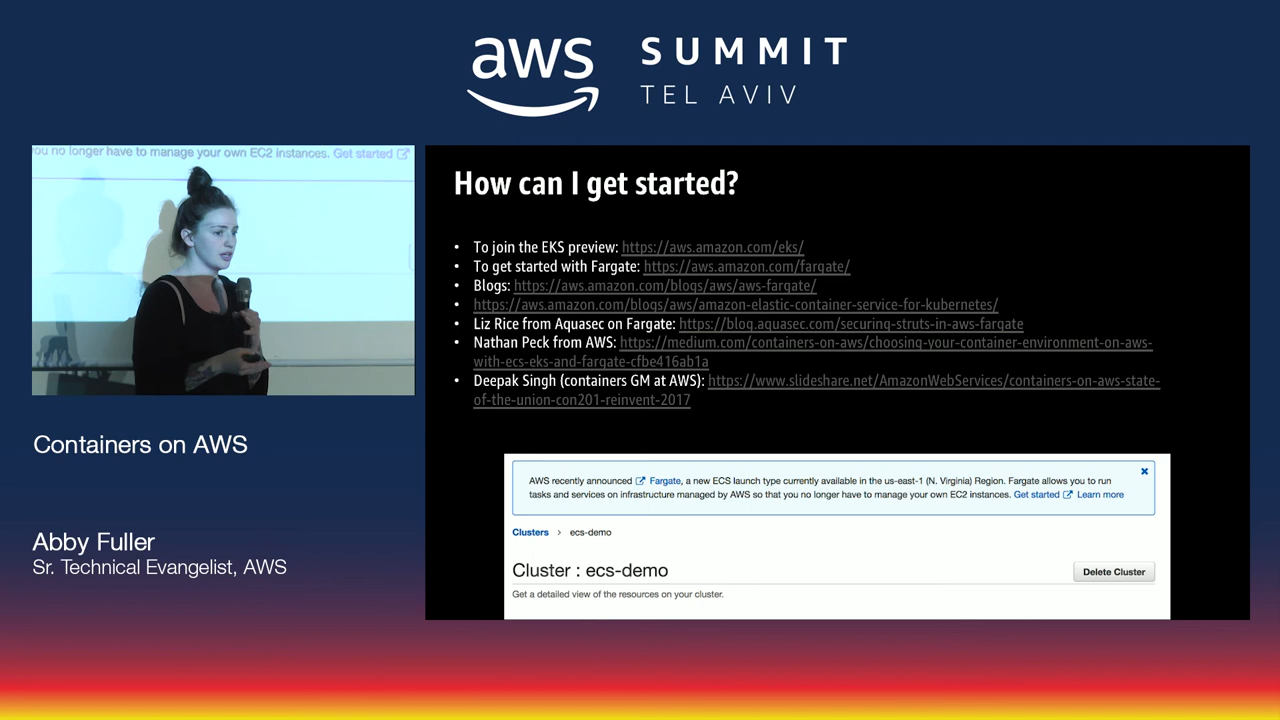 aws
SUMMIT
TEL AVIV
you no longer have to manage your own EC2 instances. Get started
How can I get started?
• To join the EKS preview: https://aws.amazon.com/eks/
• To get started with Fargate: https://aws.amazon.com/fargate/
• Blogs: https://aws.amazon.com/blogs/aws/aws-fargate/
• https://aws.amazon.com/blogs/aws/amazon-elastic-container-service-for-kubernetes/
• Liz Rice from Aquasec on Fargate: https://blog.aquasec.com/securing-struts-in-aws-fargate
• Nathan Peck from AWS: https://medium.com/containers-on-aws/choosing-your-container-environment-on-aws-
with-ecs-eks-and-fargate-cfbe416ab1a
• Deepak Singh (containers GM at AWS): https://www.slideshare.net/AmazonWebServices/containers-on-aws-state-
of-the-union-con201-reinvent-2017
AWS recently announced Fargate, a new ECS launch type currently available in the us-east-1 (N. Virginia) Region. Fargate allows you to run
tasks and services on infrastructure managed by AWS so that you no longer have to manage your own EC2 instances. Get started Learn more
Clusters > ecs-demo
Cluster : ecs-demo
Delete Cluster
Get a detailed view of the resources on your cluster.
Containers on AWS
Abby Fuller
Sr. Technical Evangelist, AWS